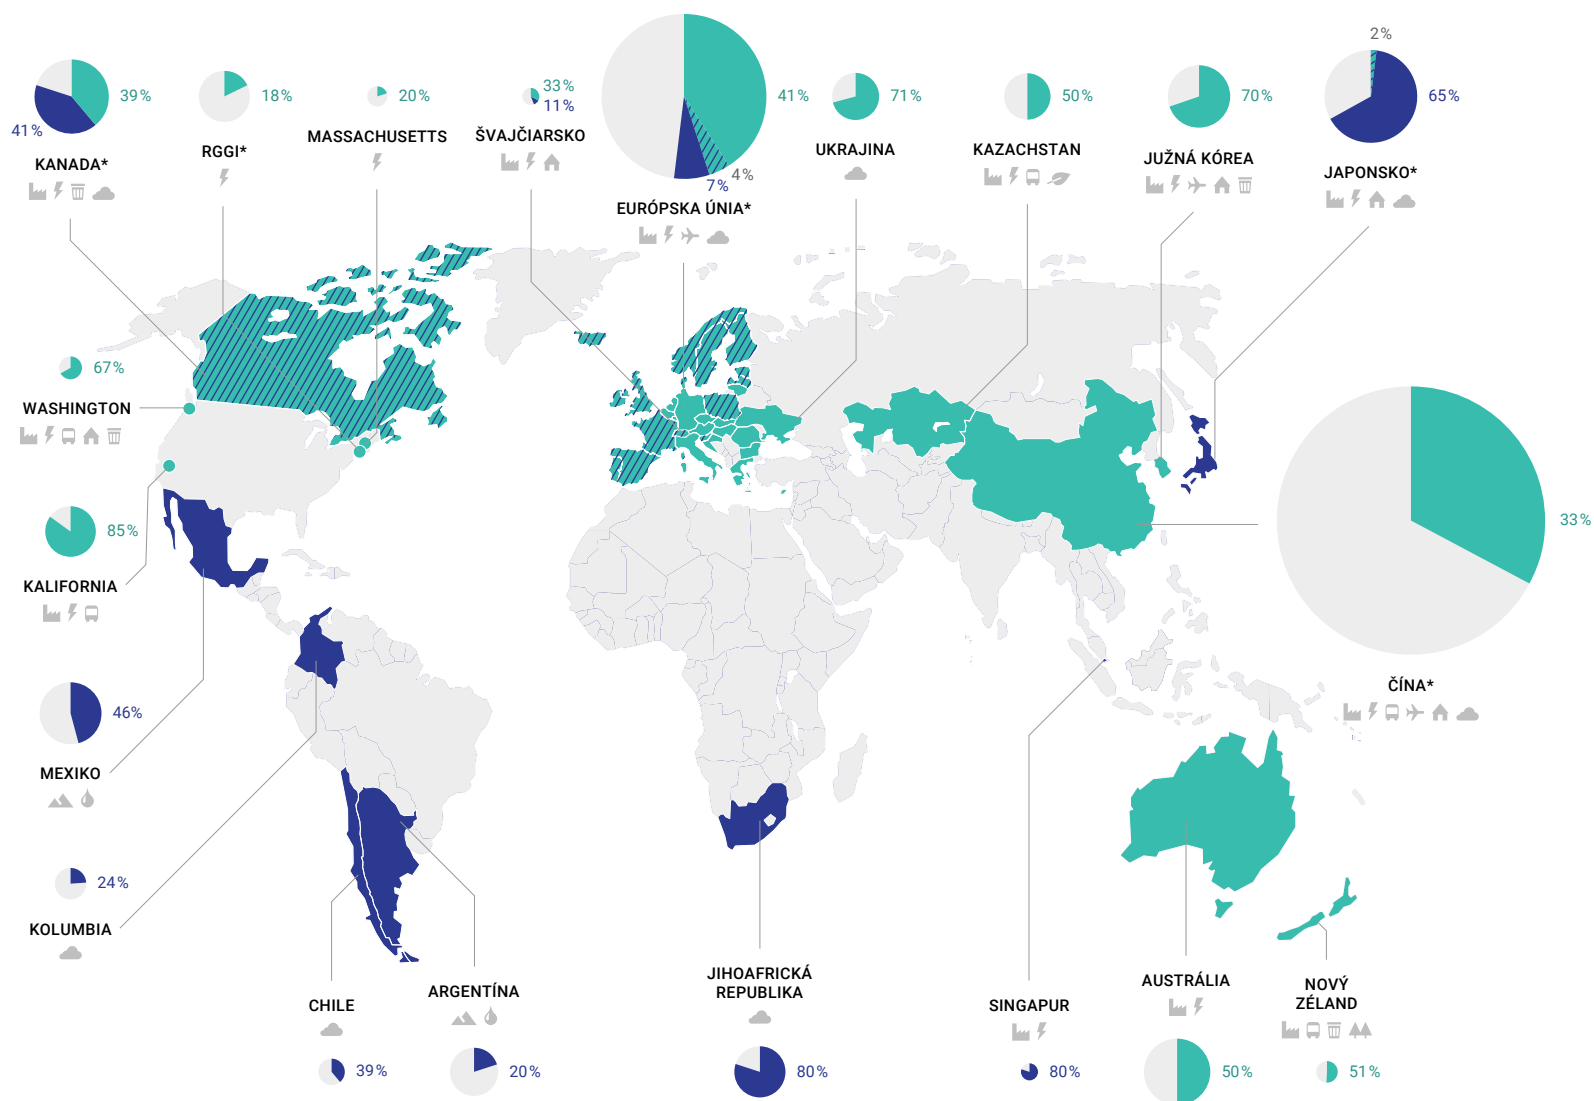 2%
39%
41%
KANADA*
18%
RGGI*
20%
MASSACHUSETTS
33%
11%
ŠVAJČIARSKO
41%
4%
7%
EURÓPSKA ÚNIA*
71%
UKRAJINA
50%
KAZACHSTAN
70%
JUŽNÁ KÓREA
65%
JAPONSKO*
67%
WASHINGTON
85%
KALIFORNIA
33%
ČÍNA*
46%
MEXIKO
24%
KOLUMBIA
CHILE
39%
ARGENTÍNA
20%
JIHOAFRICKÁ
REPUBLIKA
80%
SINGAPUR
80%
AUSTRÁLIA
50%
NOVÝ
ZÉLAND
51%